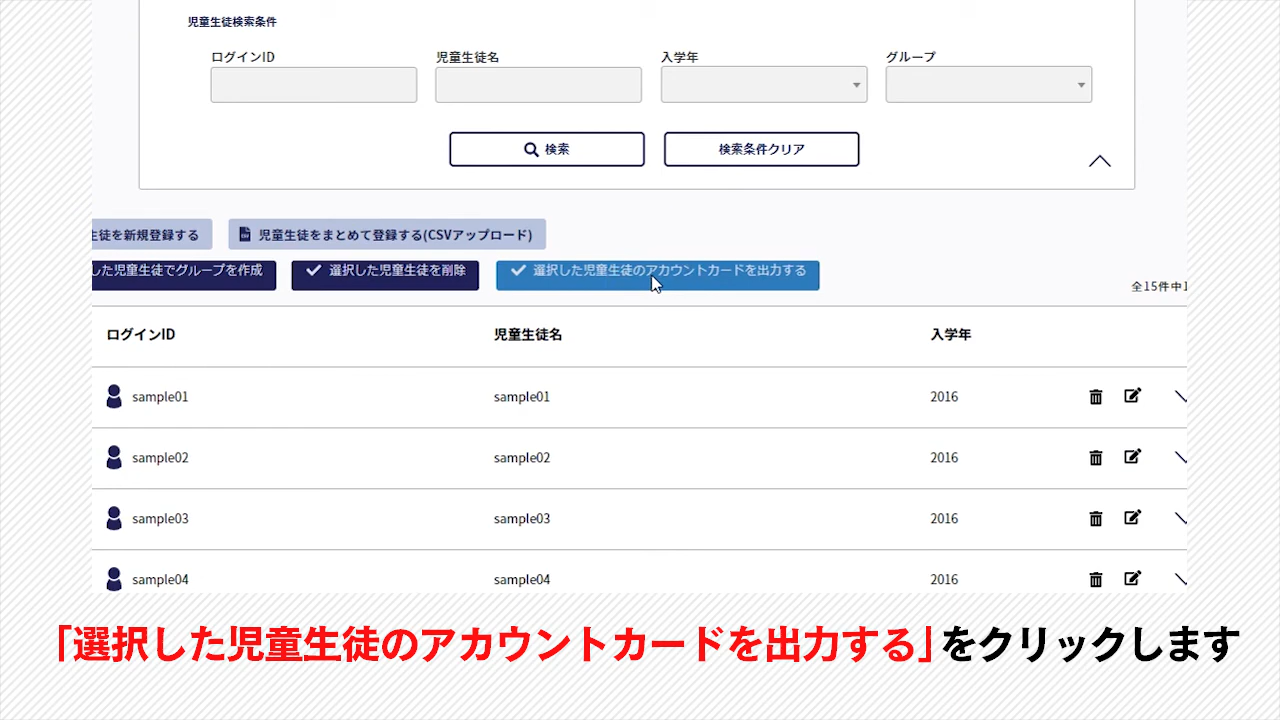 児童生徒検索条件
ログインID 児童生徒名 入学年 グループ
検索 検索条件クリア
生徒を新規登録する 児童生徒をまとめて登録する(CSVアップロード)
した児童生徒でグループを作成 選択した児童生徒を削除 選択した児童生徒のアカウントカードを出力する
全15件中1
ログインID 児童生徒名 入学年
sample01 sample01 2016
sample02 sample02 2016
sample03 sample03 2016
sample04 sample04 2016
「選択した児童生徒のアカウントカードを出力する」をクリックします